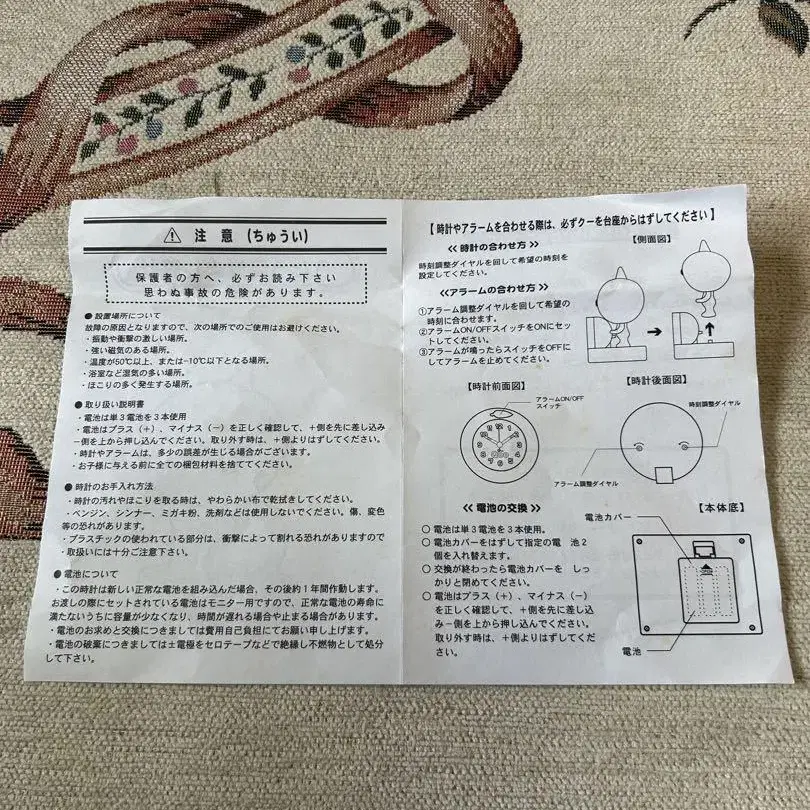 ⚠ 注 意 (ちゅうい)
保護者の方へ、必ずお読み下さい
思わぬ事故の危険があります。
● 設置場所について
故障の原因となりますので、次の場所でのご使用はお避けください。
・振動や衝撃の激しい場所。
・強い磁気のある場所。
・温度が50℃以上、または-10℃以下となる場所。
・浴室など湿気の多い場所。
・ほこりの多く発生する場所。
● 取り扱い説明書
・電池は単3電池を3本使用
・電池はプラス（+）、マイナス（−）を正しく確認して、+側を先に差し込み
−側を上から押し込んでください。取り外す時は、+側よりはずしてください。
・時計やアラームは、多少の誤差が生じる場合がございます。
・お子様に与える前に全ての梱包材料を捨ててください。
● 時計のお手入れ方法
・時計の汚れやほこりを取る時は、やわらかい布で乾拭きしてください。
・ベンジン、シンナー、ミガキ粉、洗剤などは使用しないでください。傷、変色
等の恐れがあります。
・プラスチックの使われている部分は、衝撃によって割れる恐れがありますので
・取扱いには十分ご注意下さい。
● 電池について
・この時計は新しい正常な電池を組み込んだ場合、その後約1年間作動します。
お渡しの際にセットされている電池はモニター用ですので、正常な電池の寿命に
満たないうちに容量が少なくなり、時間が遅れる場合や止まる場合があります。
・電池のお求めと交換につきましては費用自己負担にてお願い申し上げます。
・電池の破棄につきましては±電極をセロテープなどで絶縁し不燃物として処分
して下さい。
【 時計やアラームを合わせる際は、必ずクーを台座からはずしてください 】
≪ 時計の合わせ方 ≫
時刻調整ダイヤルを回して希望の時刻を
設定してください。
≪アラームの合わせ方 ≫
①アラーム調整ダイヤルを回して希望の
時刻に合わせます。
②アラームON/OFFスイッチをONにセッ
トしてください。
③アラームが鳴ったらスイッチをOFFに
してアラームを止めてください。
【側面図】
【時計前面図】
アラームON/OFF
スイッチ
【時計後面図】
時刻調整ダイヤル
アラーム調整ダイヤル
≪ 電池の交換 ≫
○ 電池は単3電池を3本使用。
○ 電池カバーをはずして指定の電 池2
個を入れ替えます。
○ 交換が終わったら電池カバーを しっ
かりと閉めてください。
○ 電池はプラス（+）、マイナス（−）
を正しく確認して、+側を先に差し込
み−側を上から押し込んでください。
取り外す時は、+側よりはずしてくだ
さい。
【本体底】
電池カバー
電池